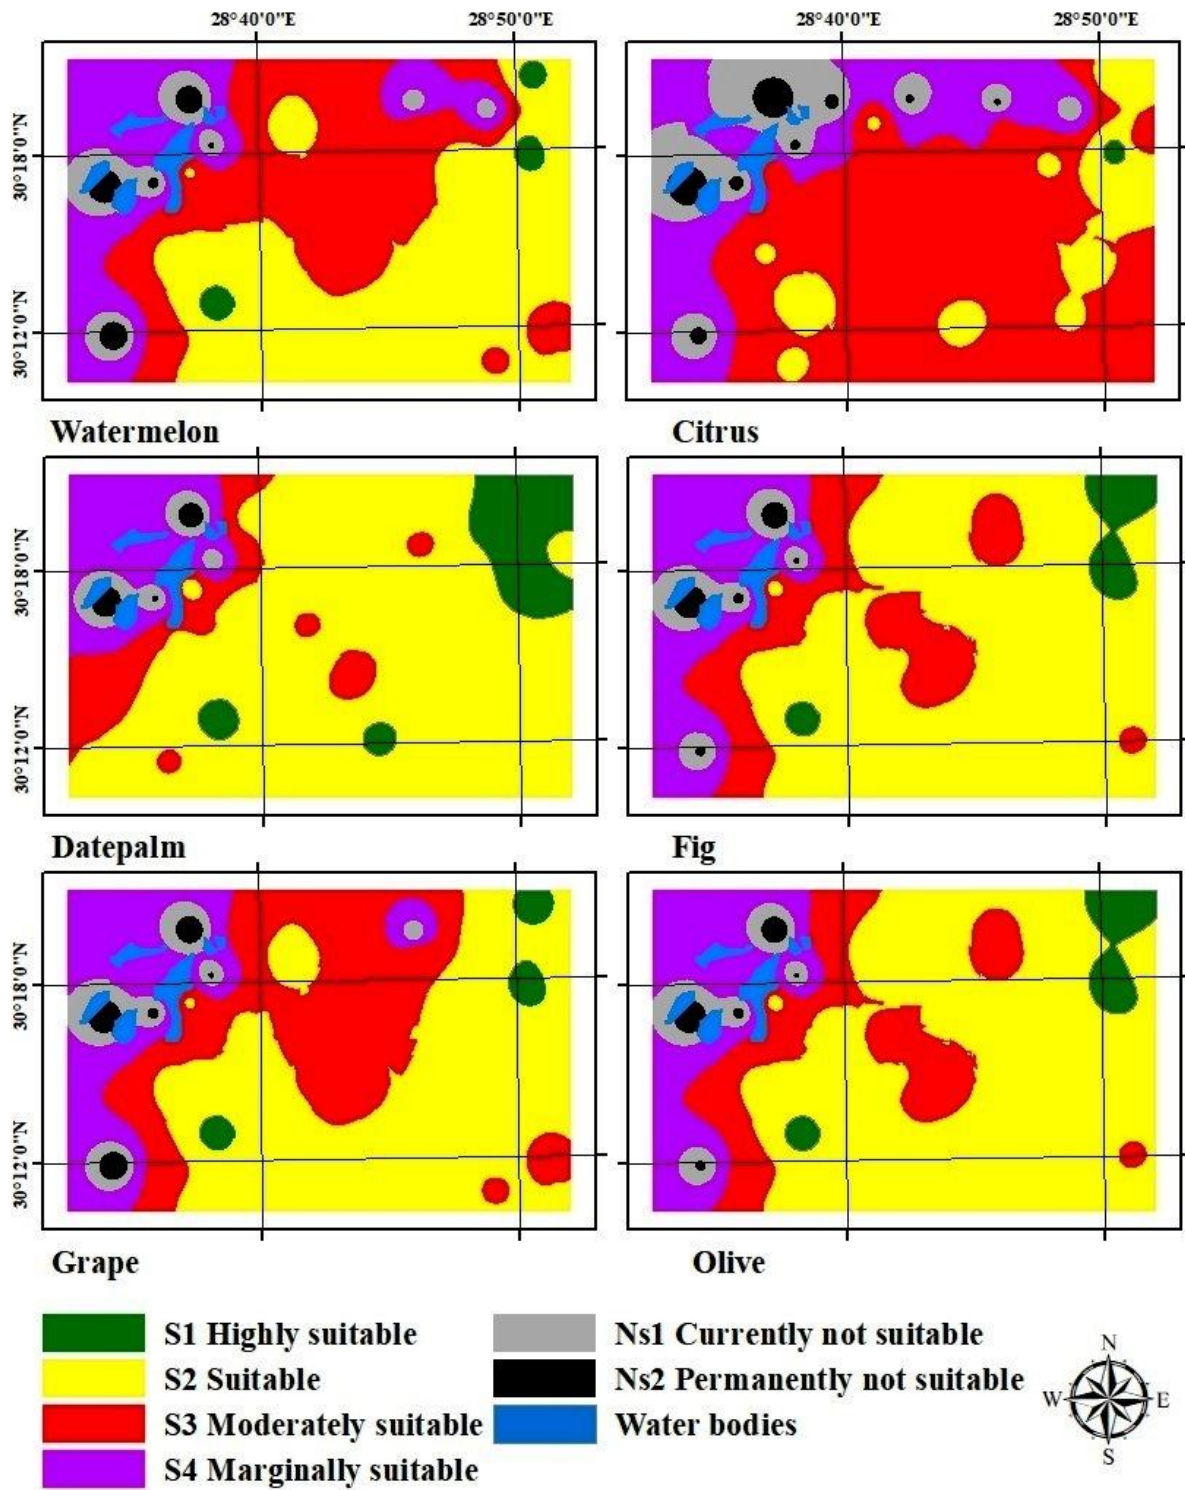 28°40'0"E 28°50'0"E 28°40'0"E 28°50'0"E
30°18'0"N
30°12'0"N
Watermelon Citrus
30°18'0"N
30°12'0"N
Datepalm Fig
30°18'0"N
30°12'0"N
Grape Olive
S1 Highly suitable Ns1 Currently not suitable
S2 Suitable Ns2 Permanently not suitable
S3 Moderately suitable Water bodies
S4 Marginally suitable
N
W E
S